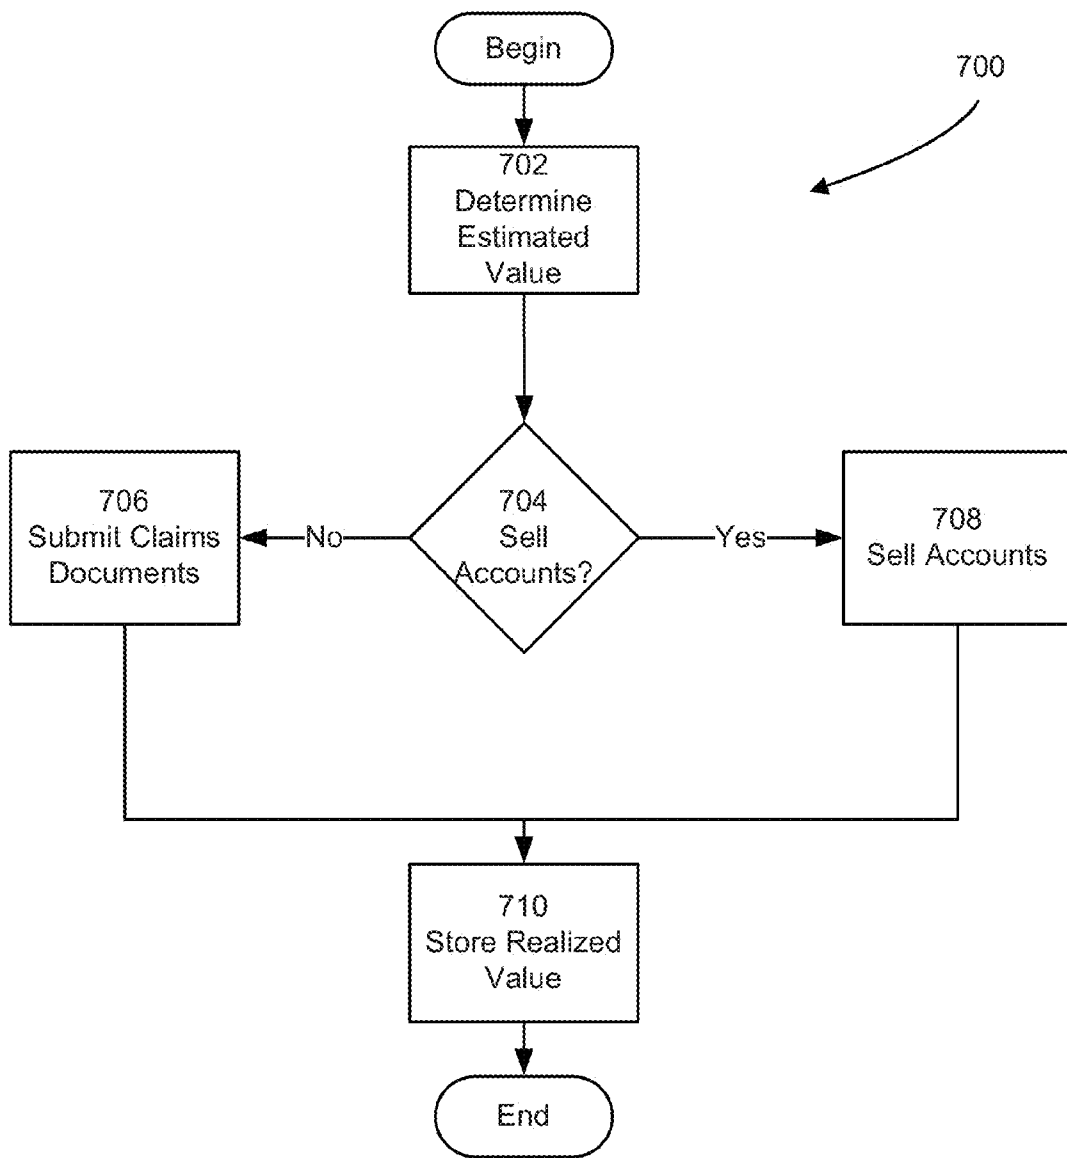 Begin
700
702
Determine
Estimated
Value
704
Sell
Accounts?
No
Yes
706
Submit Claims
Documents
708
Sell Accounts
710
Store Realized
Value
End